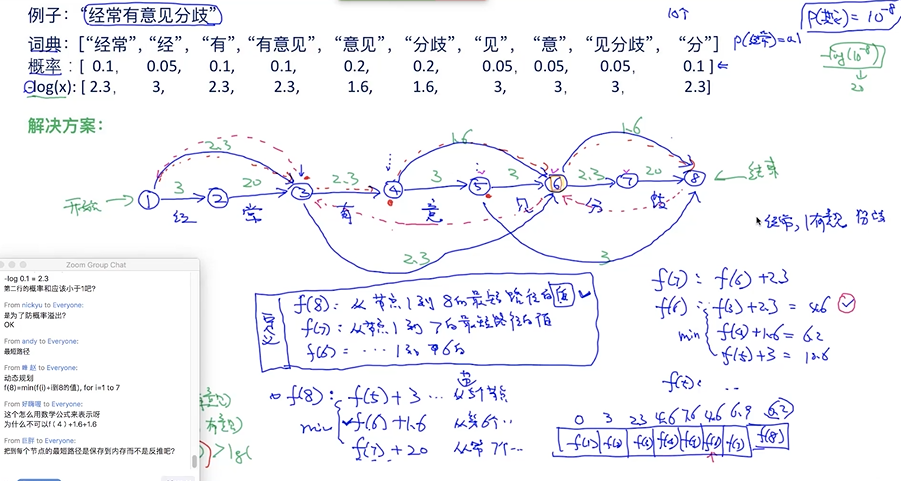 例子：“经常有意见分歧” 10个 P(常)=10⁻⁸
词典：[“经常”，“经”，“有”，“有意见”，“意见”，“分歧”，“见”，“意”，“见分歧”，“分”] P(经常)=0.1
概率：[ 0.1, 0.05, 0.1, 0.1, 0.2, 0.2, 0.05, 0.05, 0.05, 0.1 ] ⇐ -log(10⁻⁸)
-log(x): [ 2.3, 3, 2.3, 2.3, 1.6, 1.6, 3, 3, 3, 2.3] 20
解决方案：
2.3 1.6 1.6
3 20 2.3 3 3 2.3 20
开始 → ① ② ③ ④ ⑤ ⑥ ⑦ ⑧ ← 结束
经 常 有 意 见 分 歧
2.3 3
经常, |有意见 分歧
Zoom Group Chat
-log 0.1 = 2.3
第二行的概率和应该小于1吧?
From nickyu to Everyone:
是为了防概率溢出?
OK
From andy to Everyone:
最短路径
From 峰 赵 to Everyone:
动态规划
f(8)=min(f(i)+i到8的值), for i=1 to 7
From 好嗨喔 to Everyone:
这个怎么用数学公式来表示呀
为什么不可以f（4）+1.6+1.6
From 巨胖 to Everyone:
把到每个节点的最短路径是保存到内存而不是反推吧?
定义
f(8): 从节点1到8的最短路径的值
f(7): 从节点1到7的最短路径的值
f(6): ... 1到6的
f(8): f(5)+3 ... 从5节
min f(6)+1.6 从第6个..
f(7)+20 从第7个..
f(7): f(6)+2.3
f(6): f(3)+2.3 = 4.6
min f(4)+1.6 = 6.2
f(5)+3 = 10.6
f(5): ..
0 3 2.3 4.6 7.6 4.6 6.9 6.2
f(1) f(2) f(3) f(4) f(5) f(6) f(7) f(8)